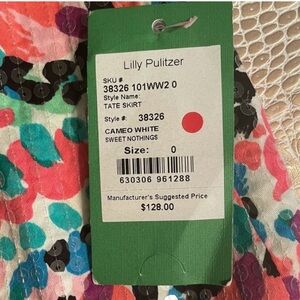 Lilly Pulitzer
SKU #
38326 101WW2 0
Style Name:
TATE SKIRT
Style #: 38326
CAMEO WHITE
SWEET NOTHINGS
Size: 0
630306 961288
Manufacturer's Suggested Price
$128.00